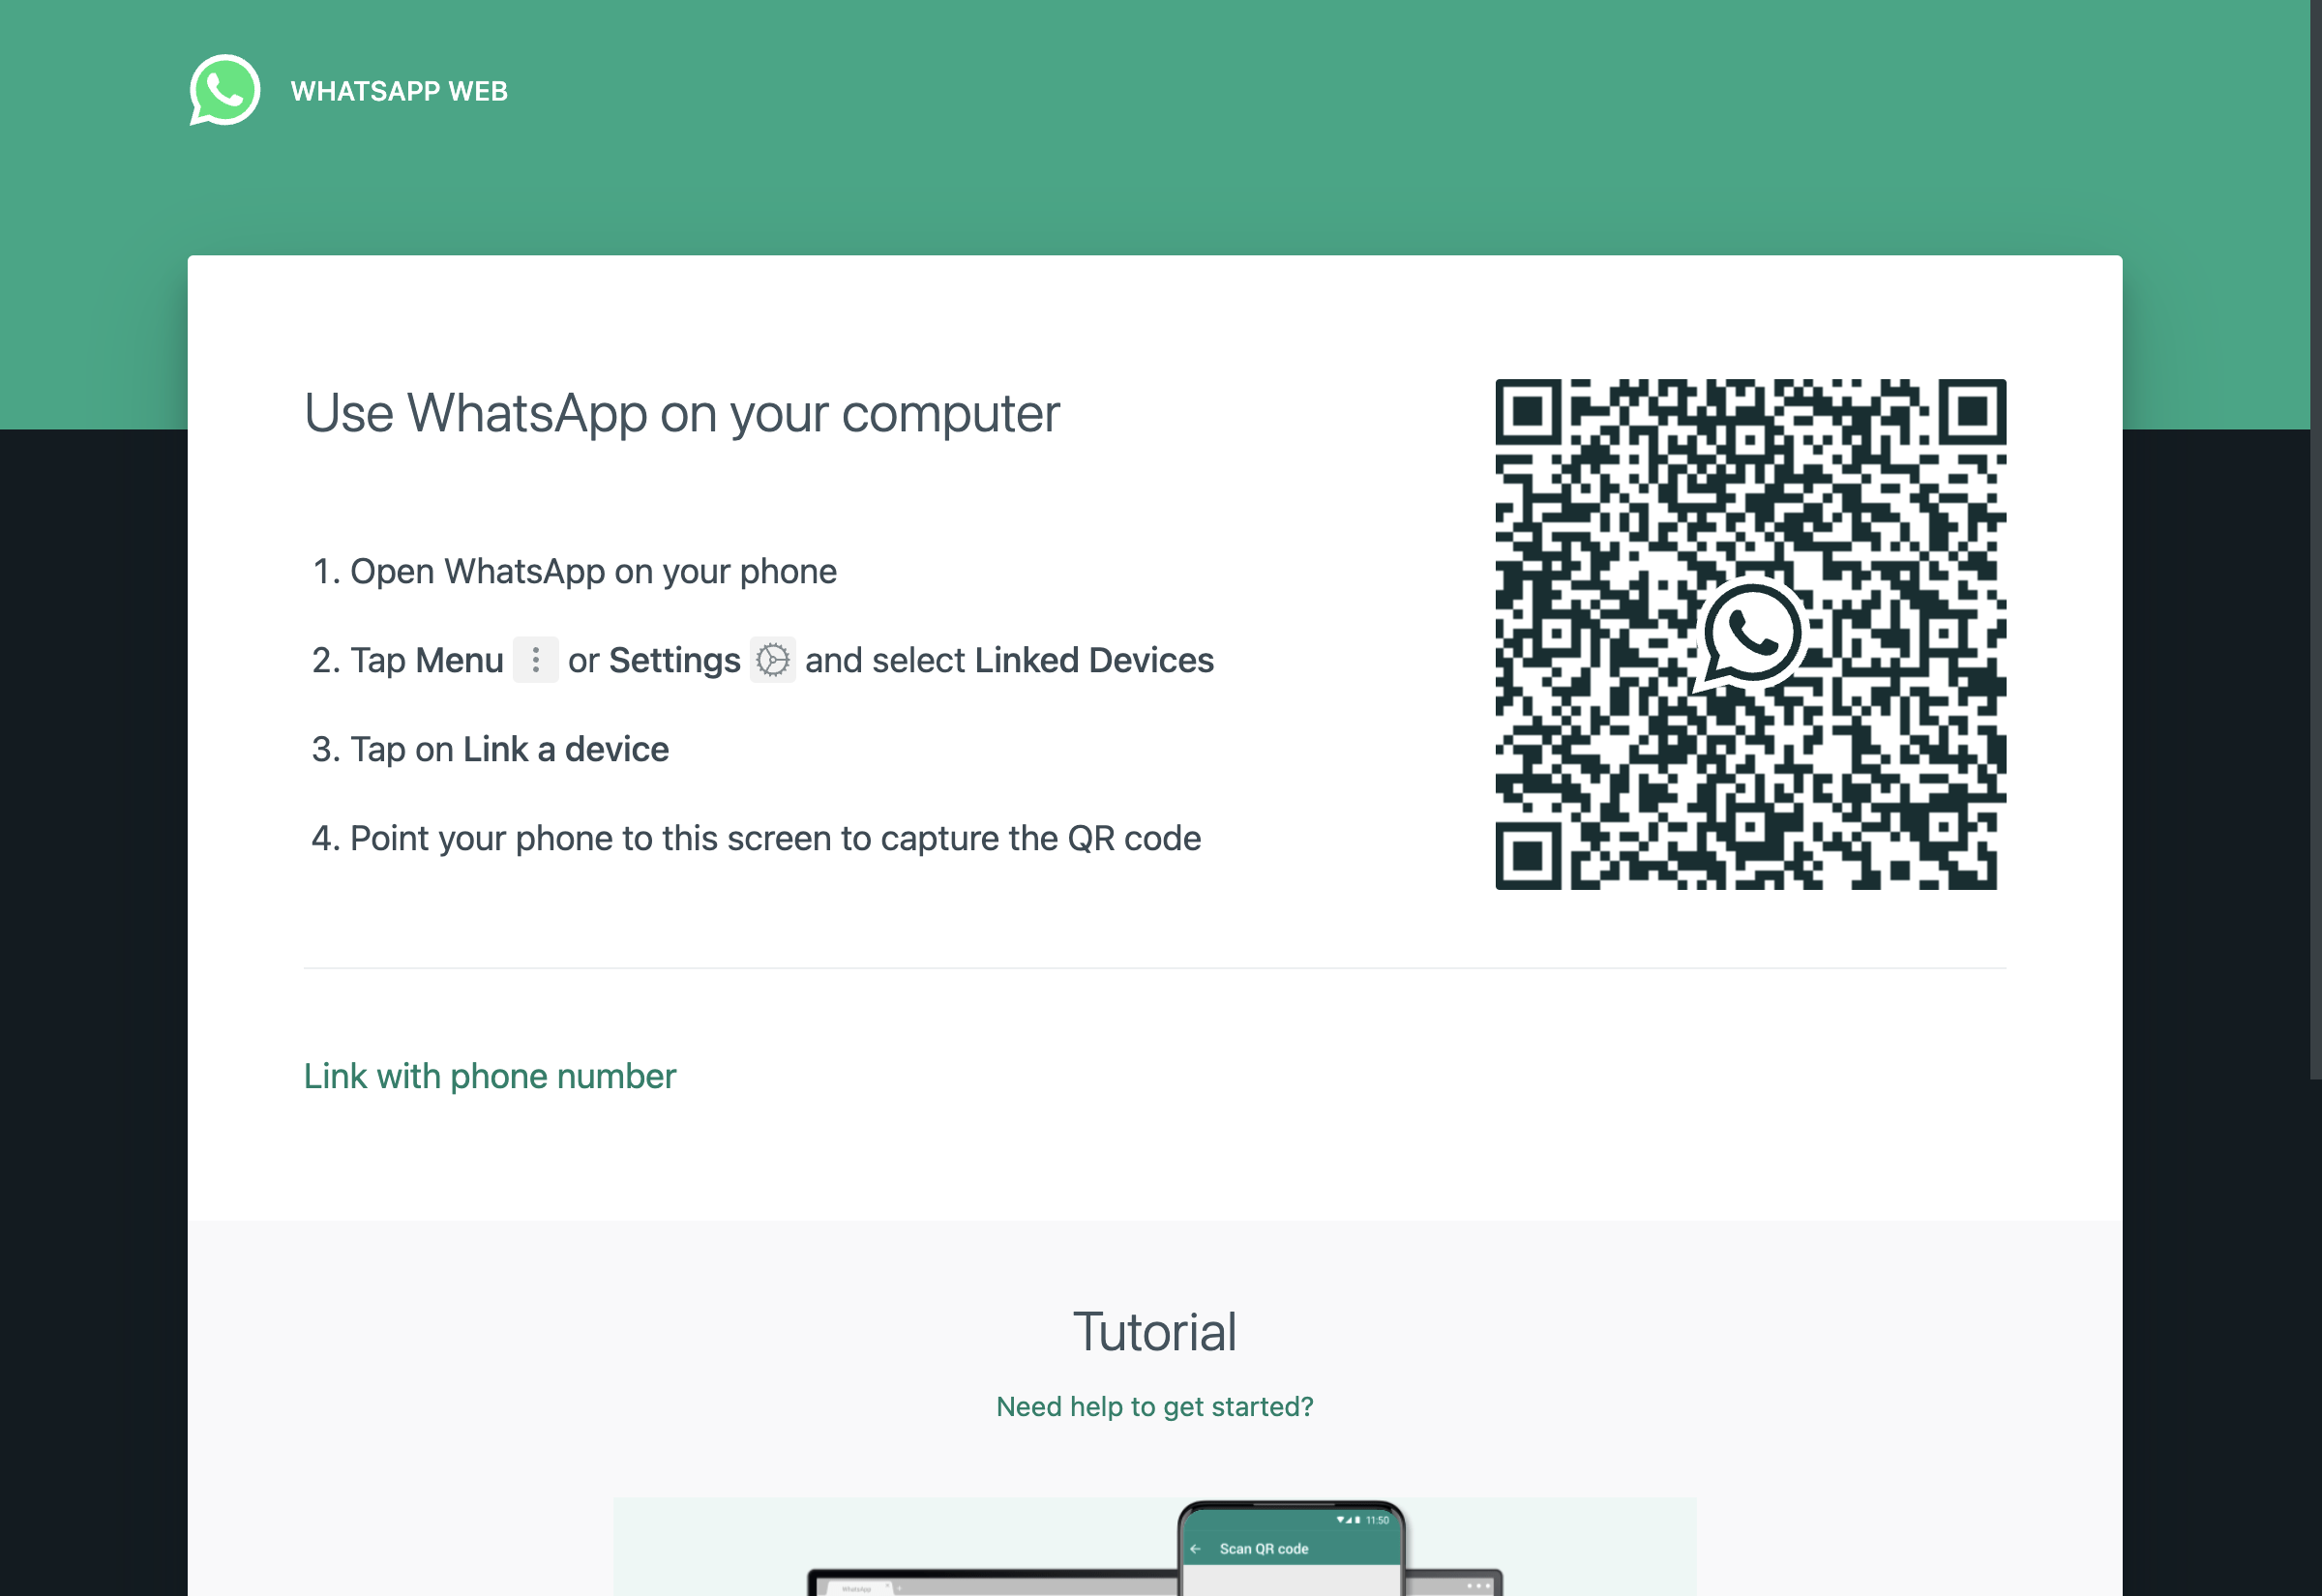 WHATSAPP WEB
Use WhatsApp on your computer
1. Open WhatsApp on your phone
2. Tap Menu or Settings and select Linked Devices
3. Tap on Link a device
4. Point your phone to this screen to capture the QR code
Link with phone number
Tutorial
Need help to get started?
11:50
Scan QR code
WhatsApp